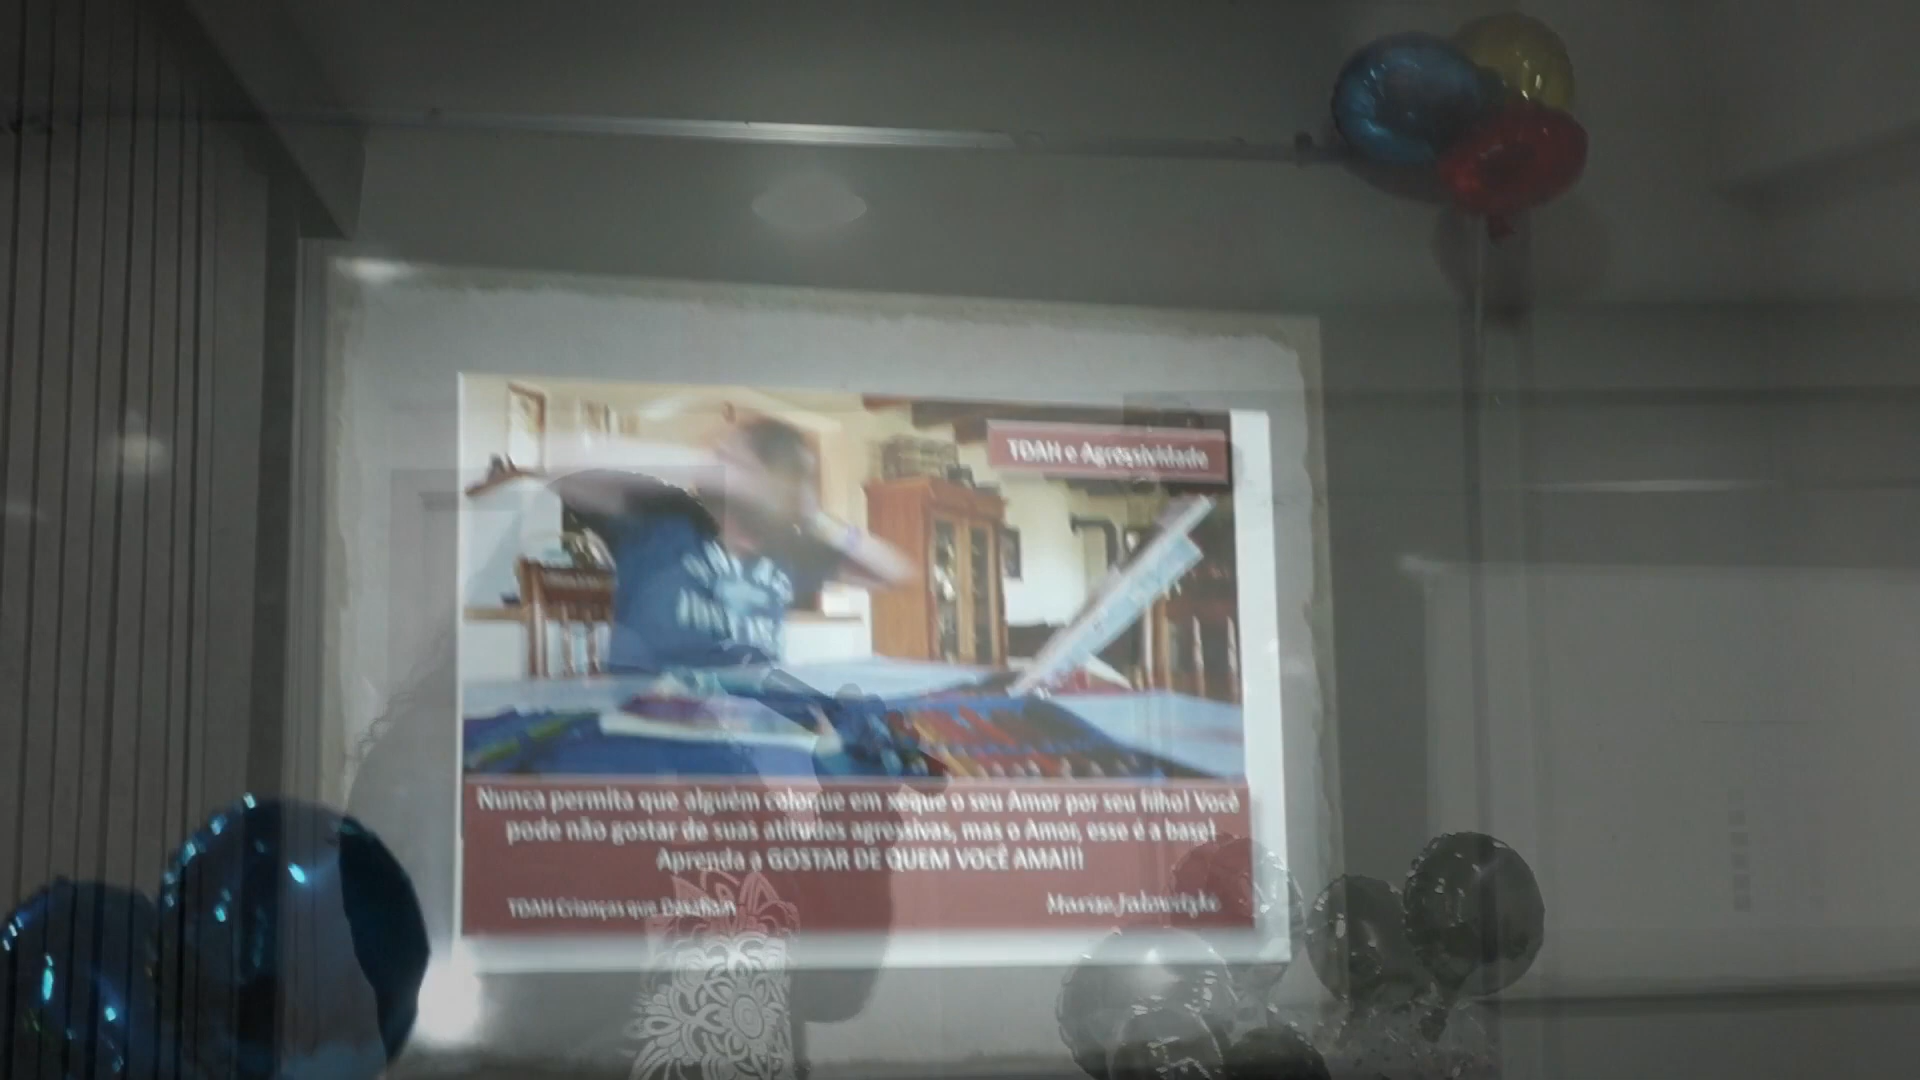 TDAH e Agressividade
Nunca permita que alguém coloque em xeque o seu Amor por seu filho! Você
pode não gostar de suas atitudes agressivas, mas o Amor, esse é a base!
Aprenda a GOSTAR DE QUEM VOCÊ AMA!!!
TDAH Crianças que Desafiam